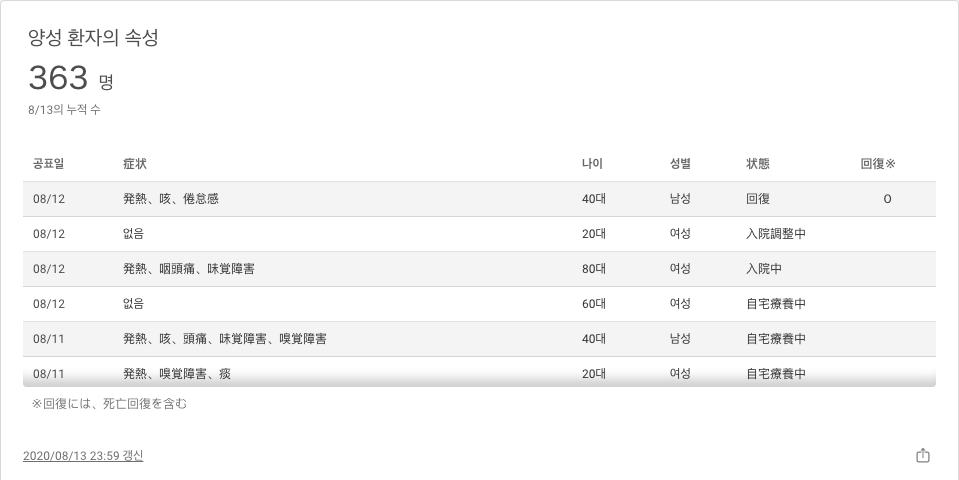 양성 환자의 속성
363 명
8/13의 누적 수
공표일 症状 나이 성별 状態 回復※
08/12 発熱、咳、倦怠感 40대 남성 回復 O
08/12 없음 20대 여성 入院調整中
08/12 発熱、咽頭痛、味覚障害 80대 여성 入院中
08/12 없음 60대 여성 自宅療養中
08/11 発熱、咳、頭痛、味覚障害、嗅覚障害 40대 남성 自宅療養中
08/11 発熱、嗅覚障害、痰 20대 여성 自宅療養中
※回復には、死亡回復を含む
2020/08/13 23:59 갱신